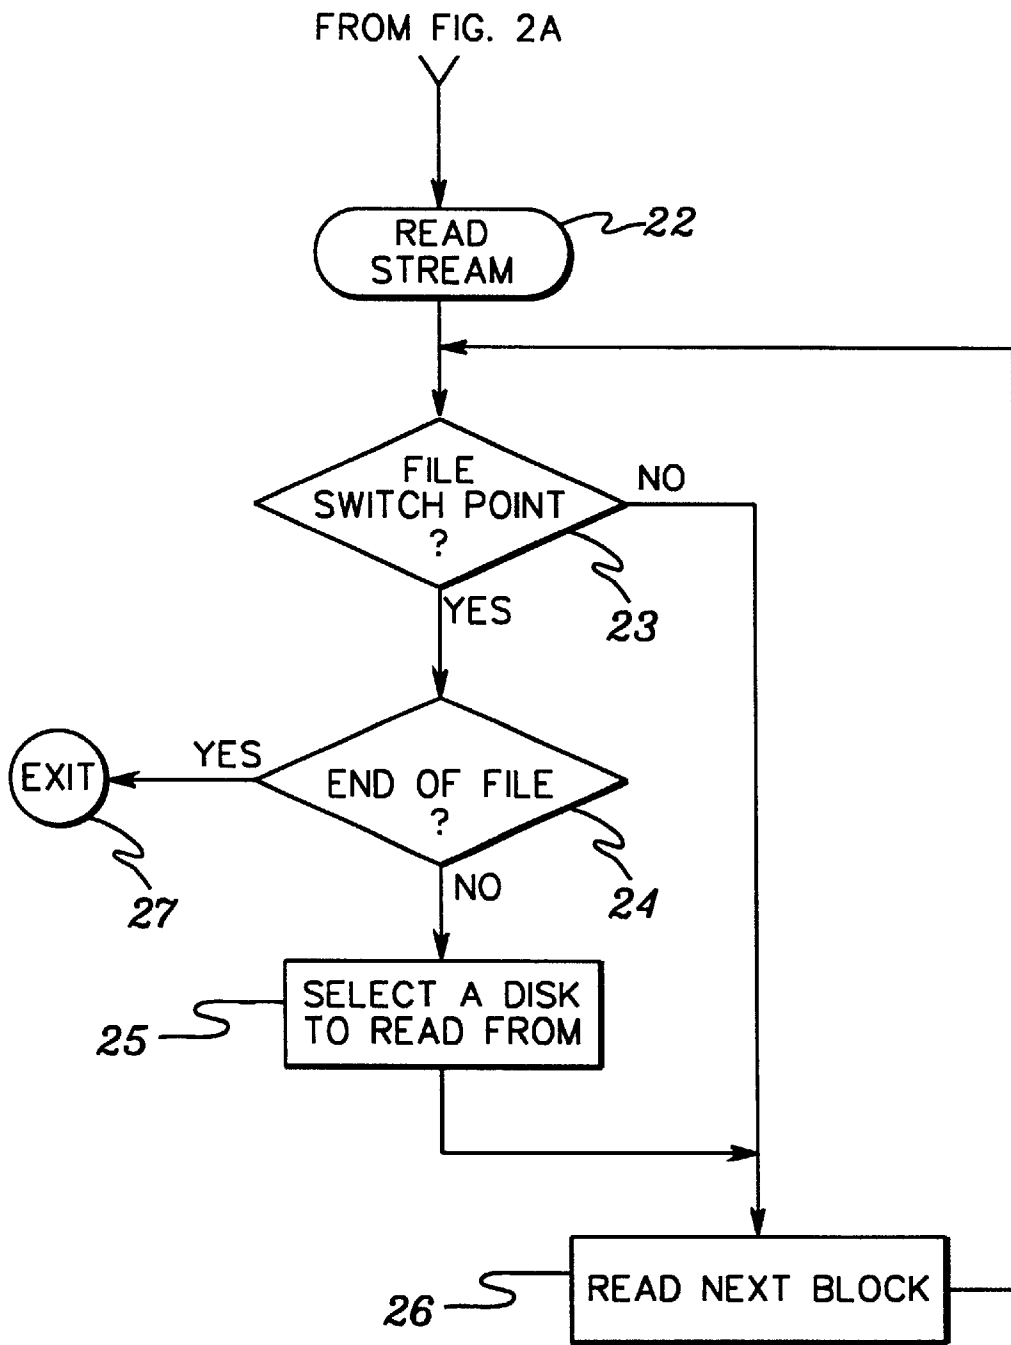 FROM FIG. 2A
READ
STREAM
22
FILE
SWITCH POINT
?
NO
YES
23
YES
EXIT
END OF FILE
?
NO
27
24
SELECT A DISK
TO READ FROM
25
READ NEXT BLOCK
26